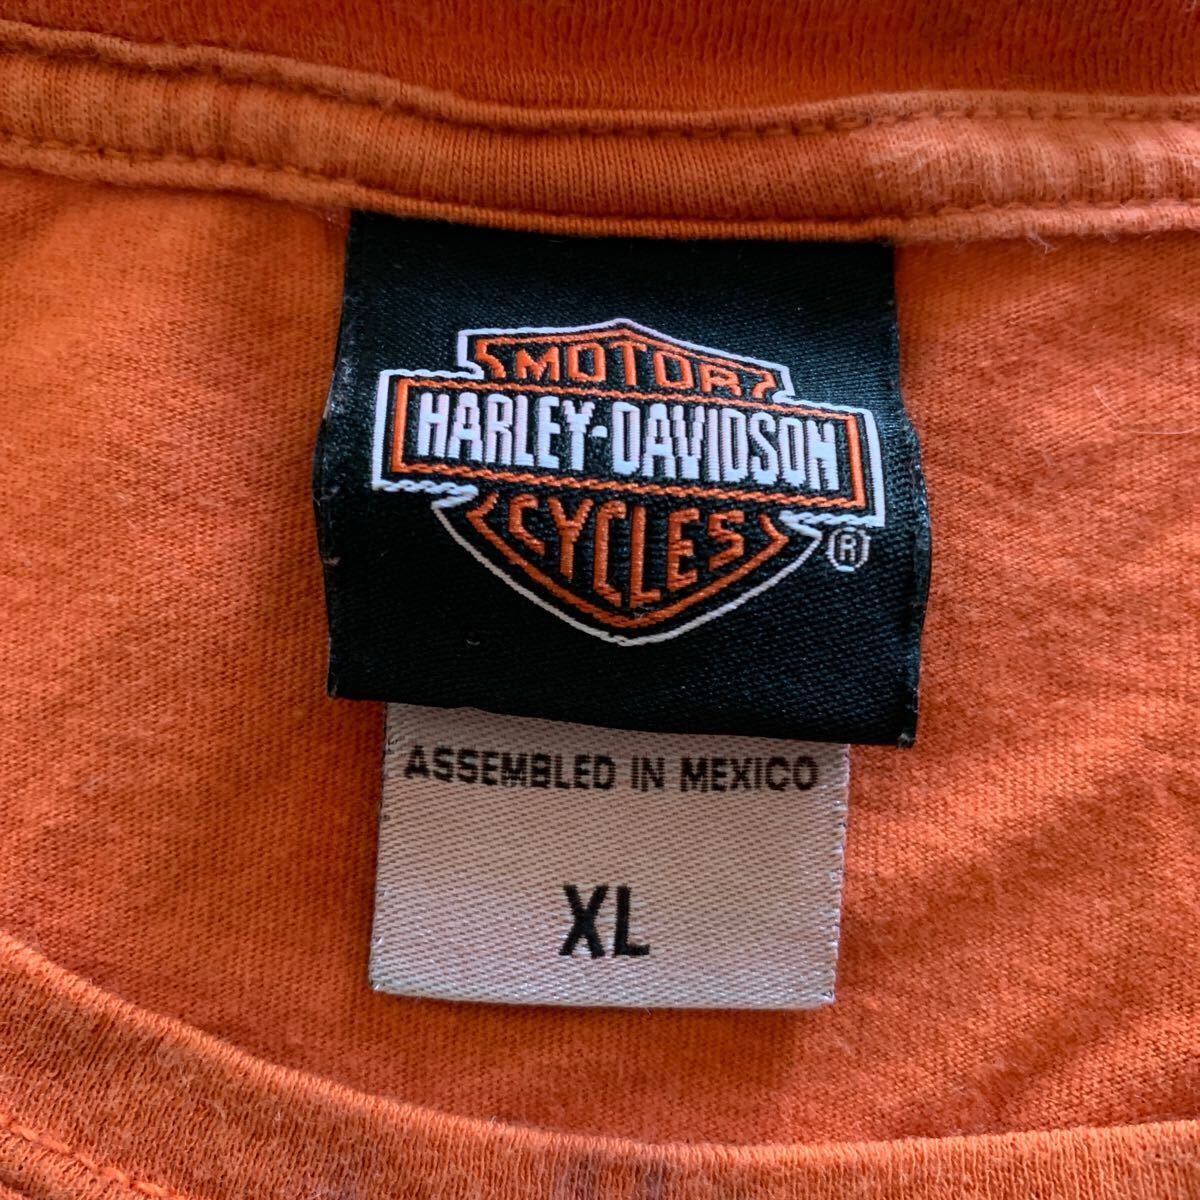 MOTOR
HARLEY-DAVIDSON
CYCLES
®
ASSEMBLED IN MEXICO
XL